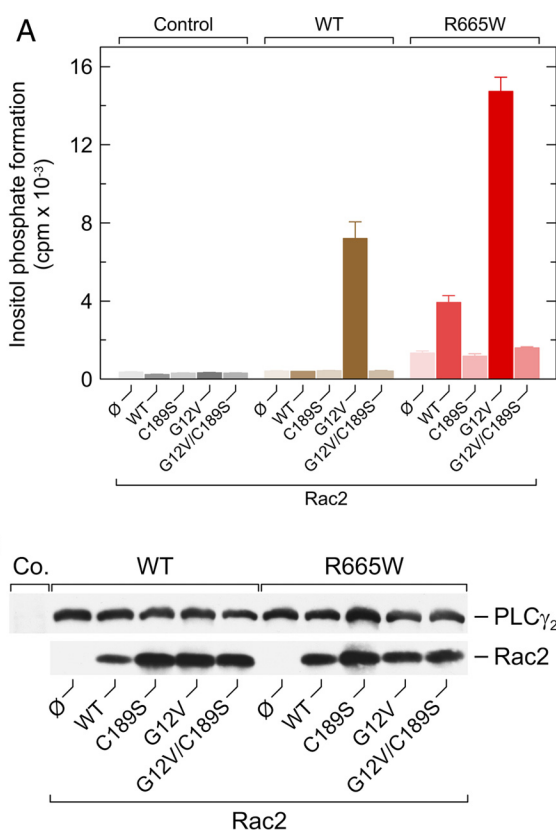 A
Control WT R665W
Inositol phosphate formation
(cpm x 10⁻³)
16
12
8
4
0
Ø WT C189S G12V G12V/C189S Ø WT C189S G12V G12V/C189S Ø WT C189S G12V G12V/C189S
Rac2
Co. WT R665W
PLCγ₂
Rac2
Ø WT C189S G12V G12V/C189S Ø WT C189S G12V G12V/C189S
Rac2